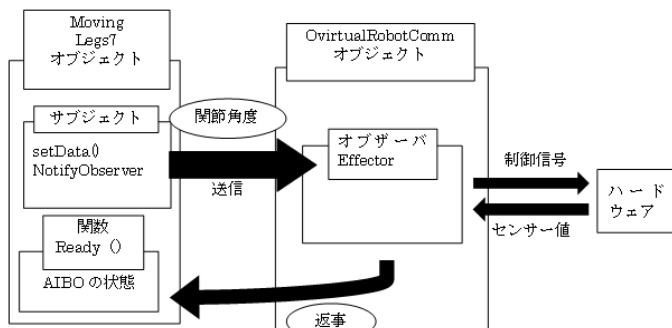 Moving
Legs7
オブジェクト
サブジェクト
setData()
NotifyObserver
関数
Ready ()
AIBO の状態
関節角度
送信
OvirtualRobotComm
オブジェクト
オブザーバ
Effector
返事
制御信号
センサー値
ハード
ウェア